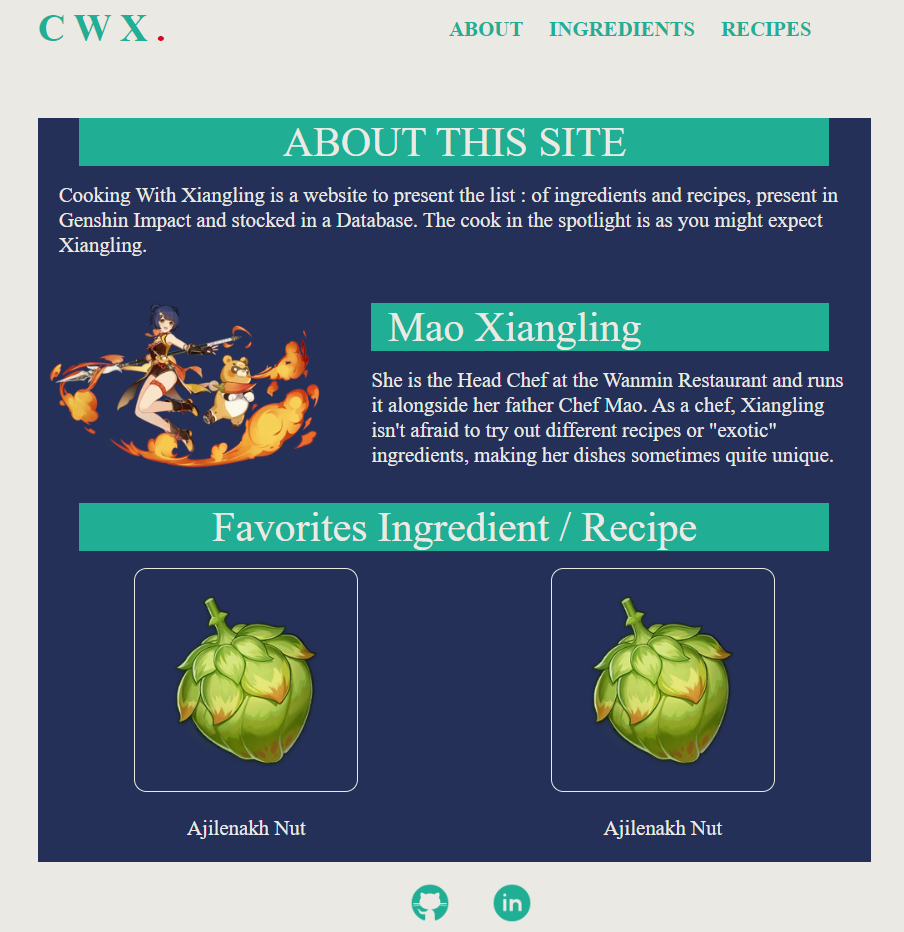 C W X .
ABOUT INGREDIENTS RECIPES
ABOUT THIS SITE
Cooking With Xiangling is a website to present the list : of ingredients and recipes, present in
Genshin Impact and stocked in a Database. The cook in the spotlight is as you might expect
Xiangling.
Mao Xiangling
She is the Head Chef at the Wanmin Restaurant and runs
it alongside her father Chef Mao. As a chef, Xiangling
isn't afraid to try out different recipes or "exotic"
ingredients, making her dishes sometimes quite unique.
Favorites Ingredient / Recipe
Ajilenakh Nut
Ajilenakh Nut
in